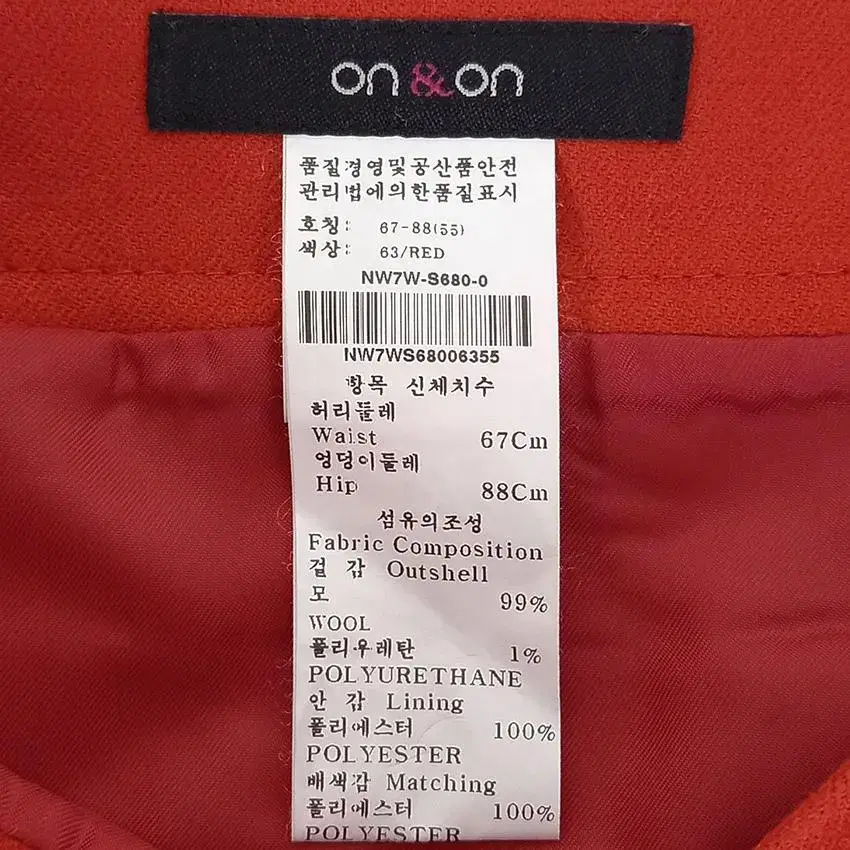 on & on
품질경영및공산품안전
관리법에의한품질표시
호칭: 67-88(55)
색상: 63/RED
NW7W-S680-0
NW7WS68006355
항목 신체치수
허리둘레
Waist 67Cm
엉덩이둘레
Hip 88Cm
섬유의조성
Fabric Composition
겉 감 Outshell
모 99%
WOOL
폴리우레탄 1%
POLYURETHANE
안 감 Lining
폴리에스터 100%
POLYESTER
배색감 Matching
폴리에스터 100%
POLYESTER